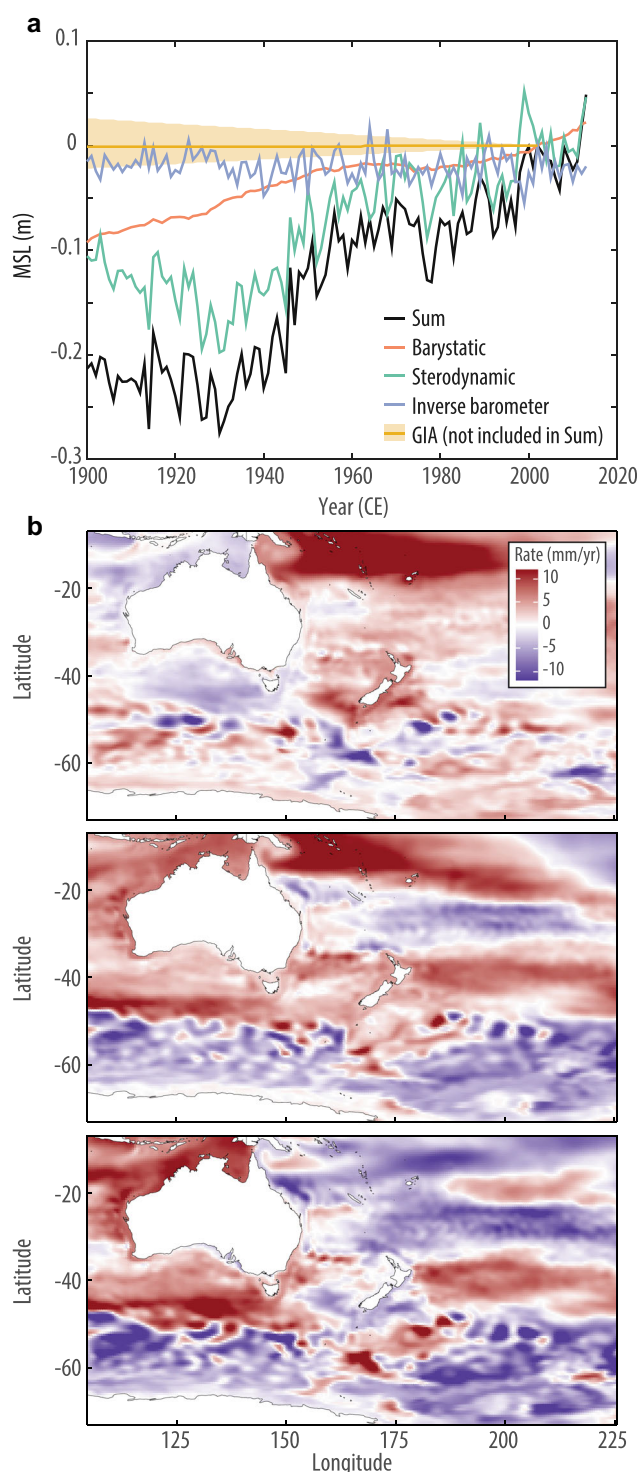 a
0.1
0
-0.1
-0.2
-0.3
MSL (m)
Sum
Barystatic
Sterodynamic
Inverse barometer
GIA (not included in Sum)
1900
1920
1940
1960
1980
2000
2020
Year (CE)
b
Rate (mm/yr)
10
5
0
-5
-10
-20
-40
-60
Latitude
-20
-40
-60
Latitude
-20
-40
-60
Latitude
125
150
175
200
225
Longitude